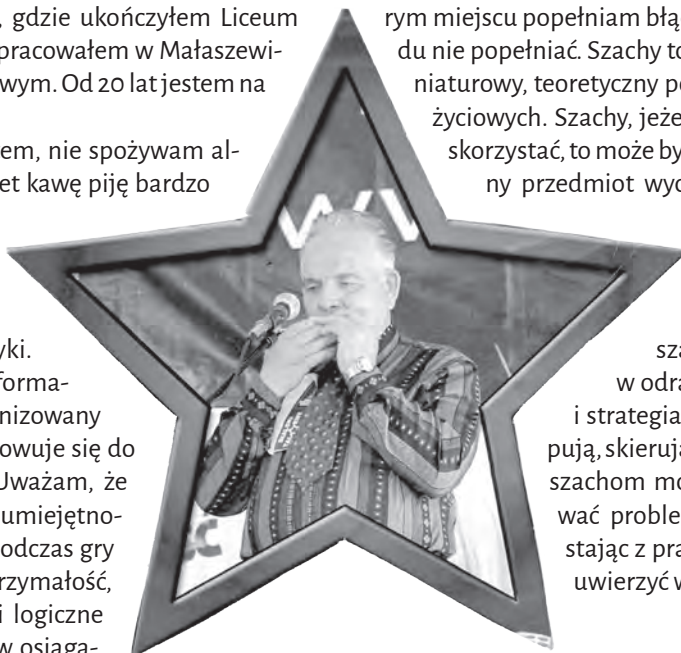 , gdzie ukończyłem Liceum
pracowałem w Małaszewi-
wym. Od 20 lat jestem na
em, nie spożywam al-
et kawę piję bardzo
yki.
forma-
nizowany
owuje się do
Uważam, że
umiejętno-
odczas gry
rzymałość,
i logiczne
w osiąga-
rym miejscu popełniam błą
du nie popełniać. Szachy to
niaturowy, teoretyczny po
życiowych. Szachy, jeże
skorzystać, to może by
ny przedmiot wyc
sza
w odra
i strategia
pują, skieruja
szachom mo
wać proble
stając z pra
uwierzyć w